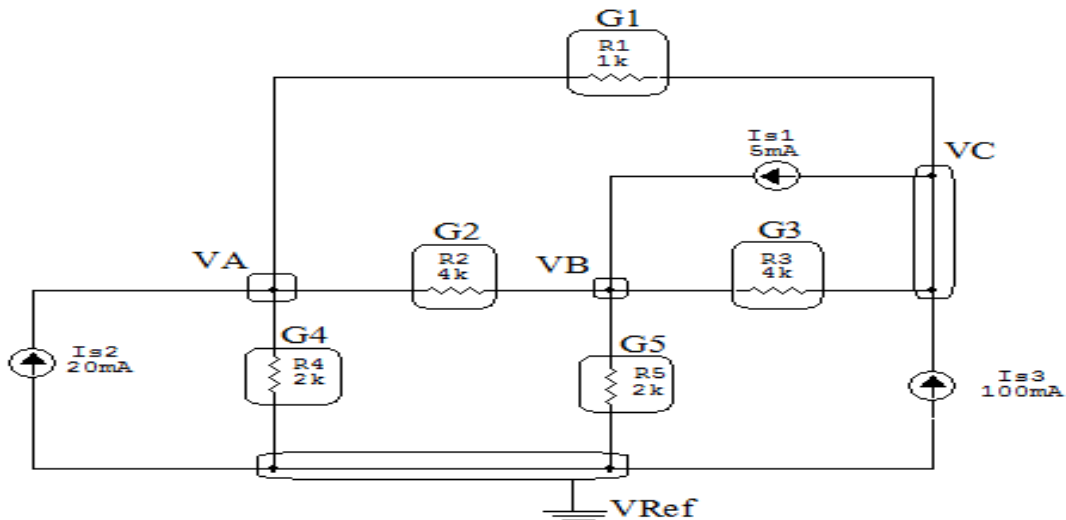 G1
R1
1k
Is1
5mA
VC
G2
R2
4k
G3
R3
4k
VA
VB
G4
R4
2k
G5
R5
2k
Is2
20mA
Is3
100mA
VRef